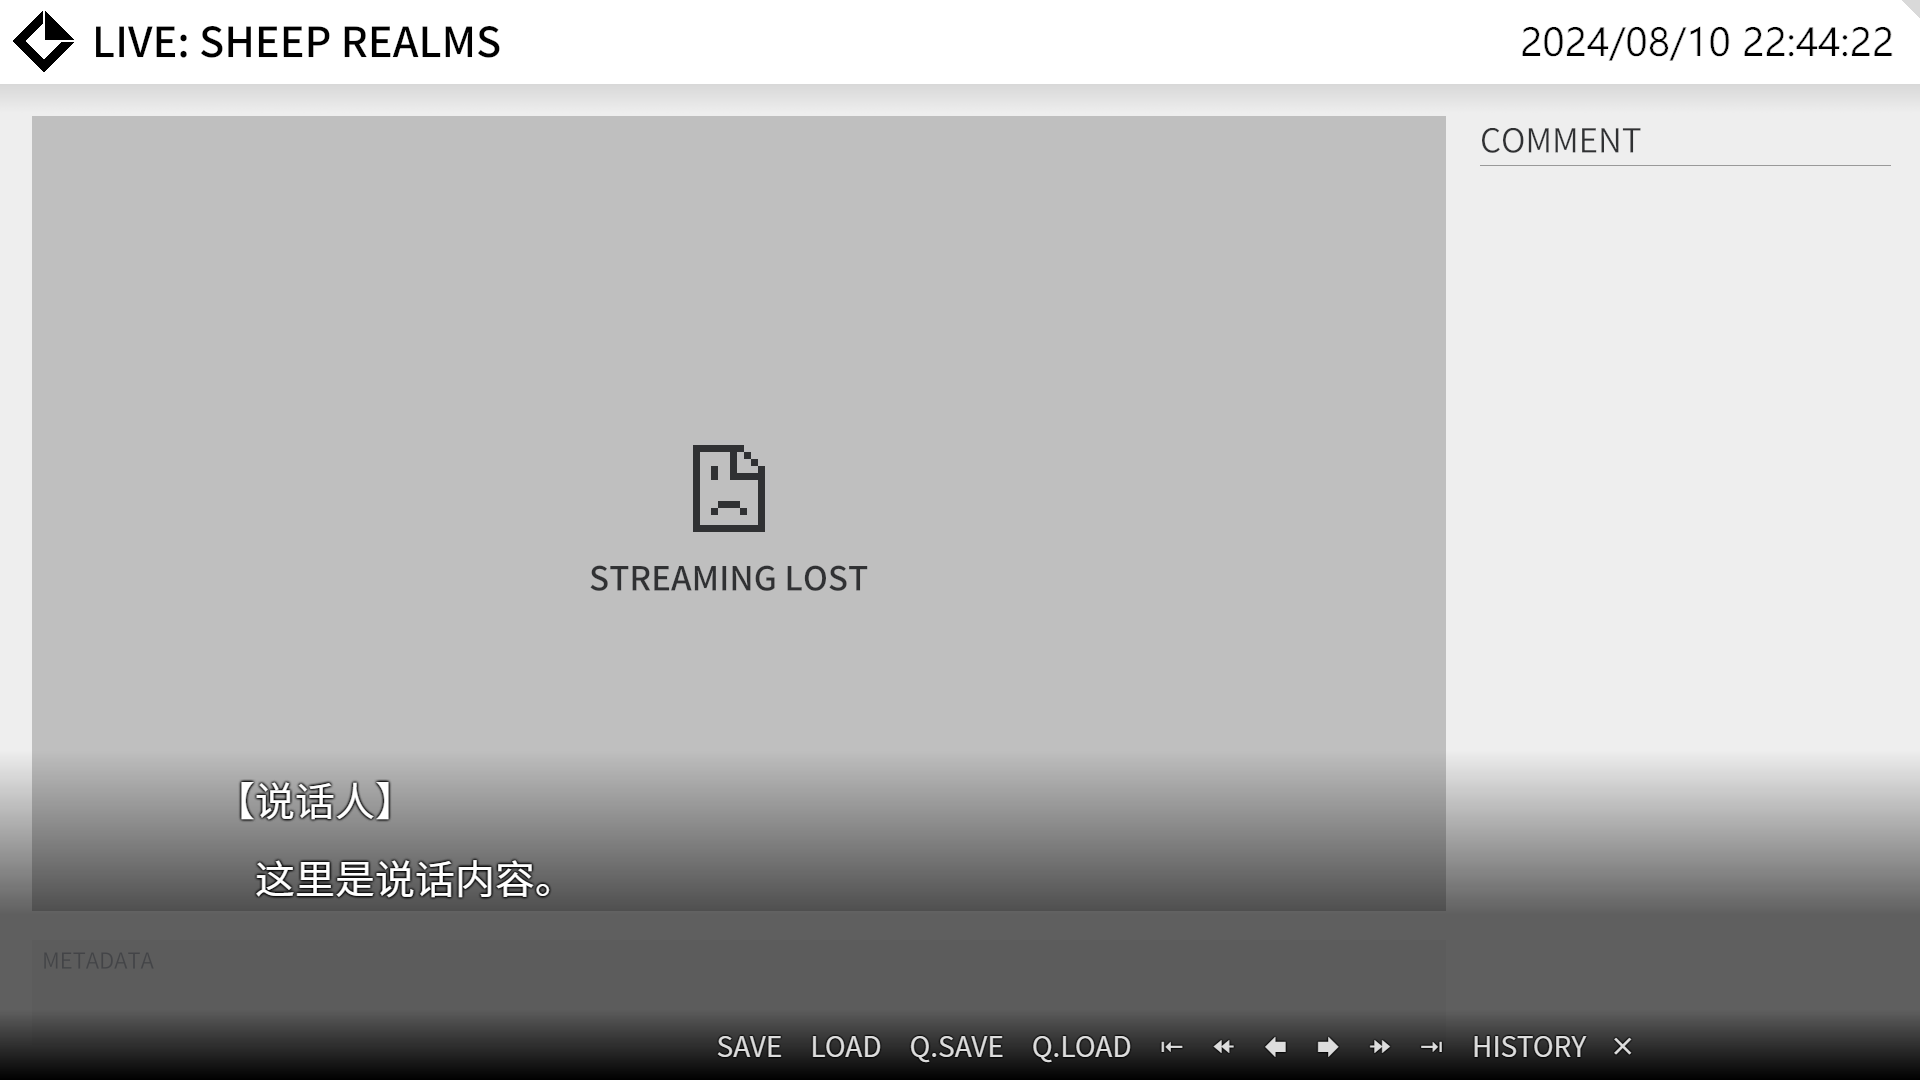 LIVE: SHEEP REALMS
2024/08/10 22:44:22
COMMENT
STREAMING LOST
【说话人】
这里是说话内容。
METADATA
SAVE LOAD Q.SAVE Q.LOAD HISTORY ×